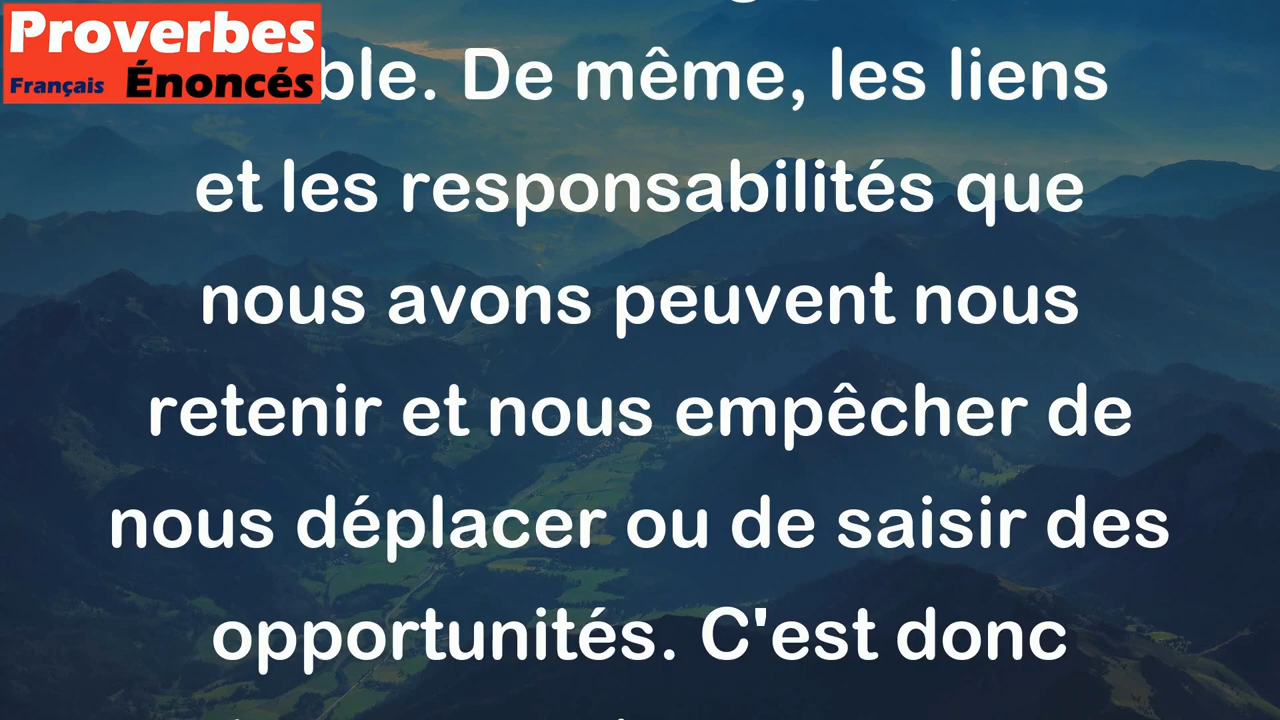 Proverbes
Français Énoncés
De même, les liens
et les responsabilités que
nous avons peuvent nous
retenir et nous empêcher de
nous déplacer ou de saisir des
opportunités. C'est donc